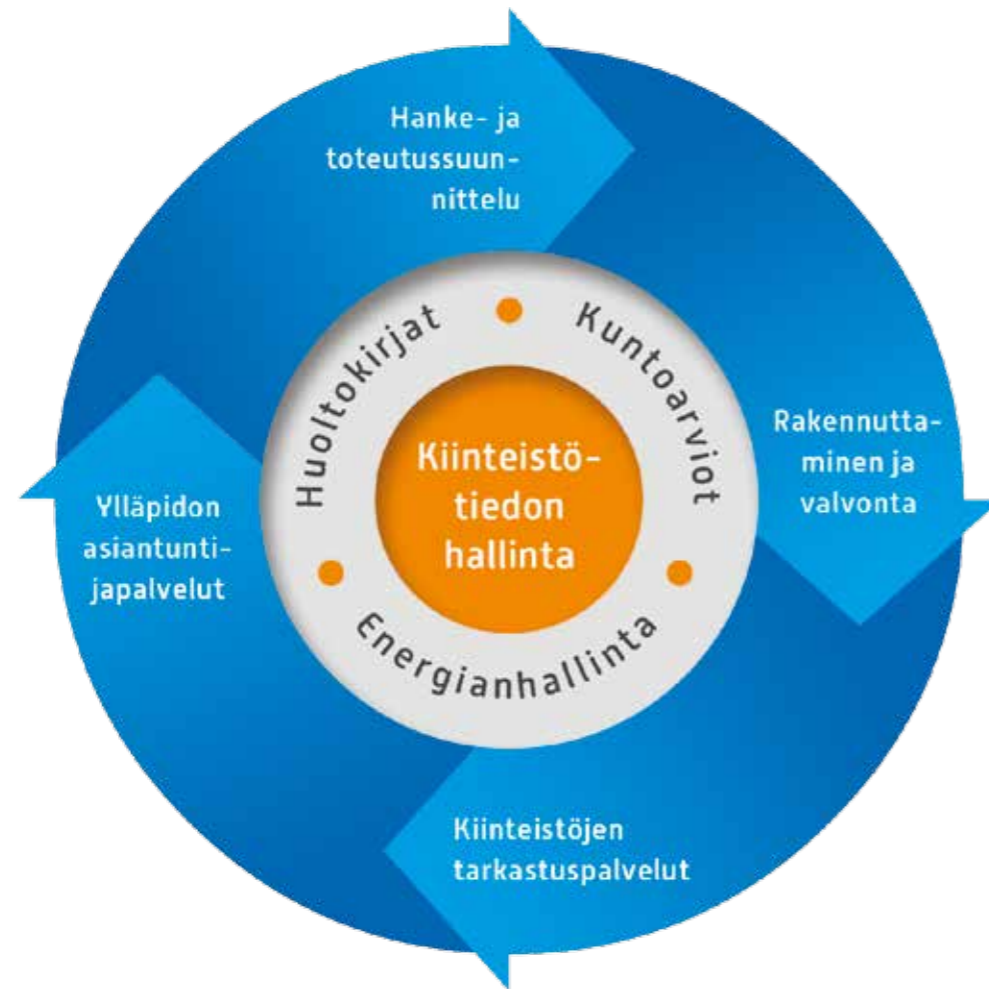 Hanke- ja
toteutussuun-
nittelu
Huoltokirjat
Kuntoarviot
Rakennutta-
minen ja
valvonta
Kiinteistö-
tiedon
hallinta
Ylläpidon
asiantunti-
japalvelut
Energianhallinta
Kiinteistöjen
tarkastuspalvelut